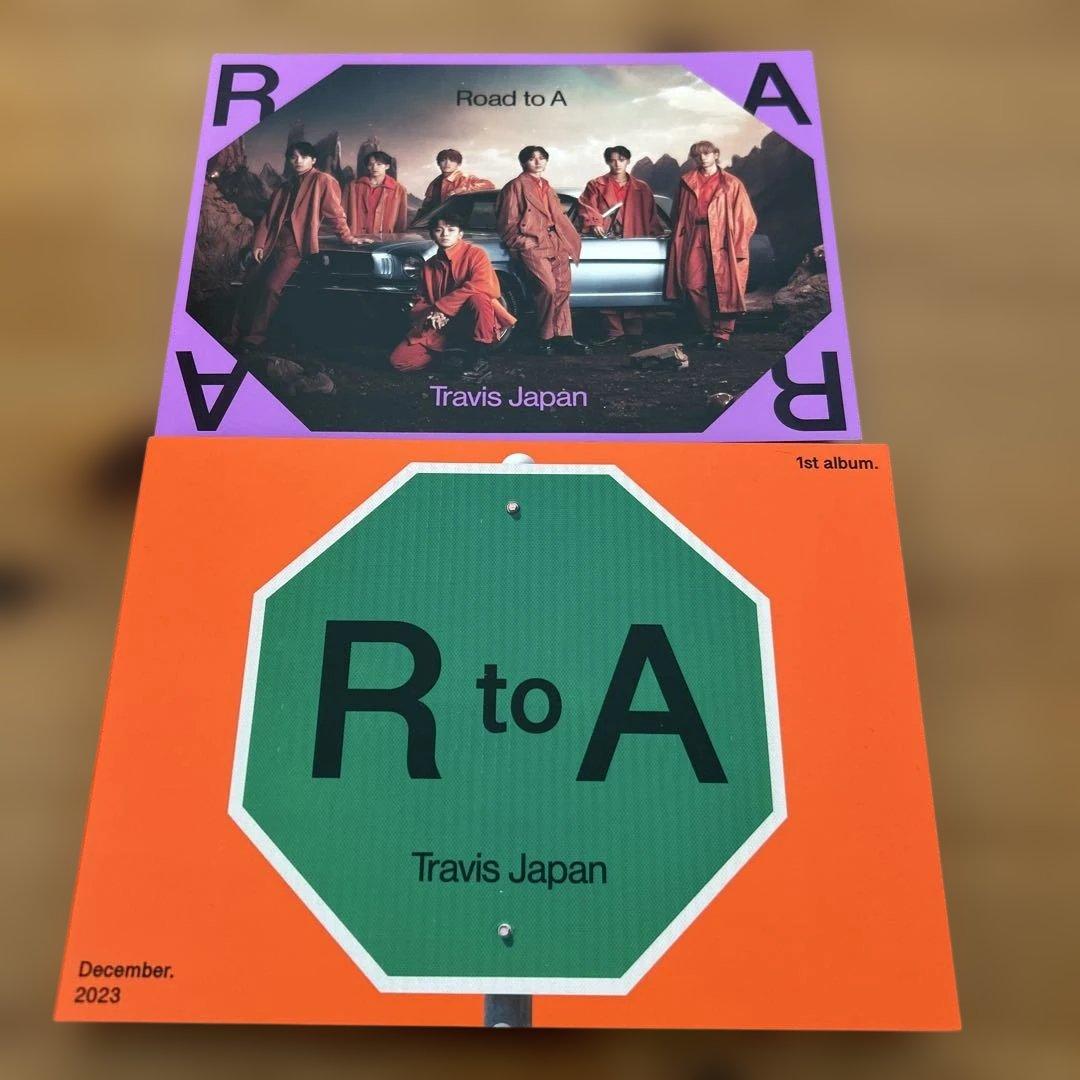 R
A
Road to A
Travis Japan
A
R
1st album.
R to A
Travis Japan
December.
2023